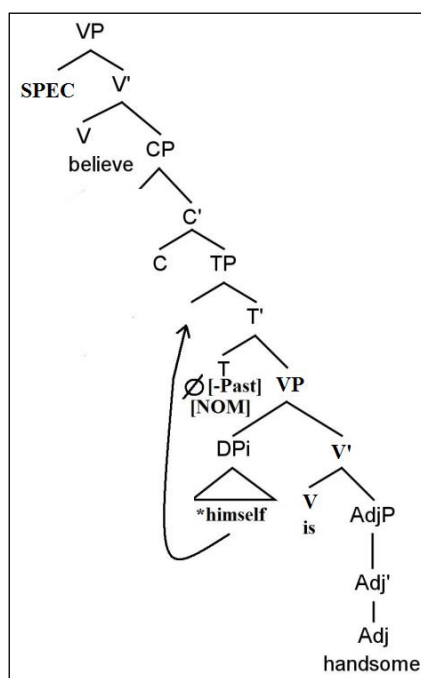 VP
SPEC V'
V
believe
CP
C'
C TP
T'
T
Ø [-Past]
[NOM]
VP
DPi V'
*himself
V
is
AdjP
Adj'
Adj
handsome